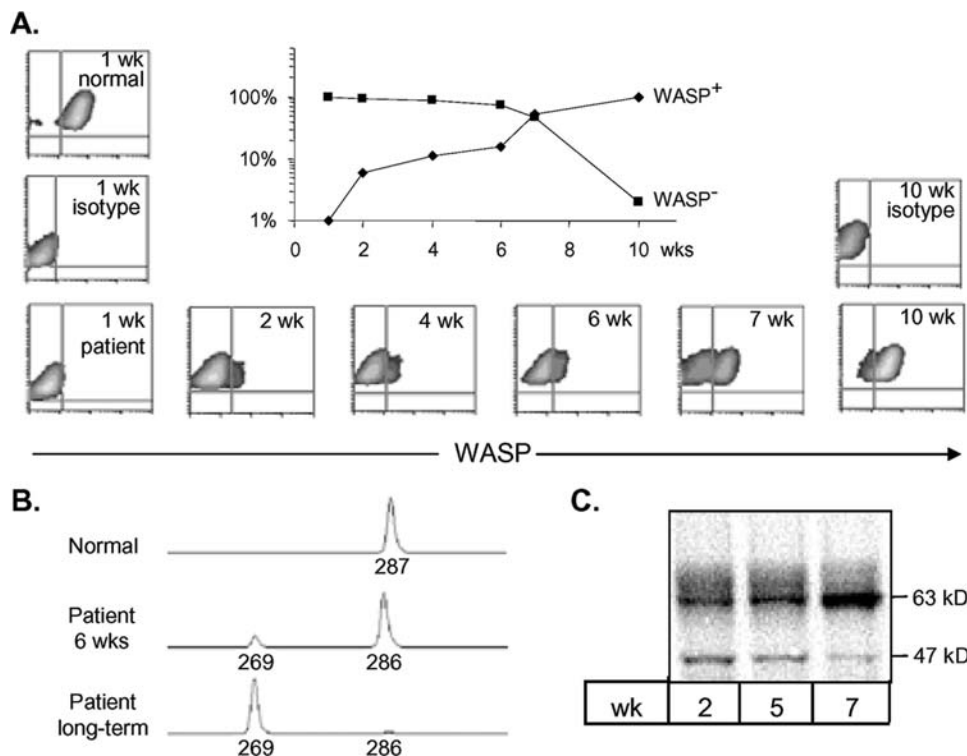 A.
1 wk
normal
1 wk
isotype
1 wk
patient
100%
10%
1%
0 2 4 6 8 10 wks
WASP+
WASP-
2 wk
4 wk
6 wk
7 wk
10 wk
isotype
10 wk
WASP
B.
Normal
287
Patient
6 wks
269 286
Patient
long-term
269 286
C.
63 kD
47 kD
wk 2 5 7